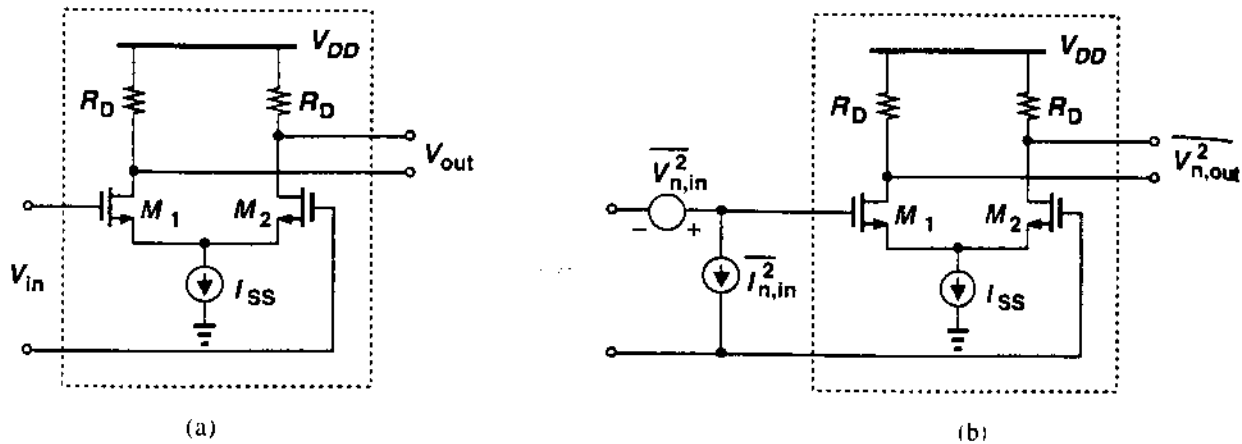 V_DD
R_D
R_D
V_out
M_1
M_2
V_in
I_SS
(a)
V_DD
R_D
R_D
\overline{V^2_{n,in}}
\overline{V^2_{n,out}}
M_1
M_2
− +
\overline{I^2_{n,in}}
I_SS
(b)